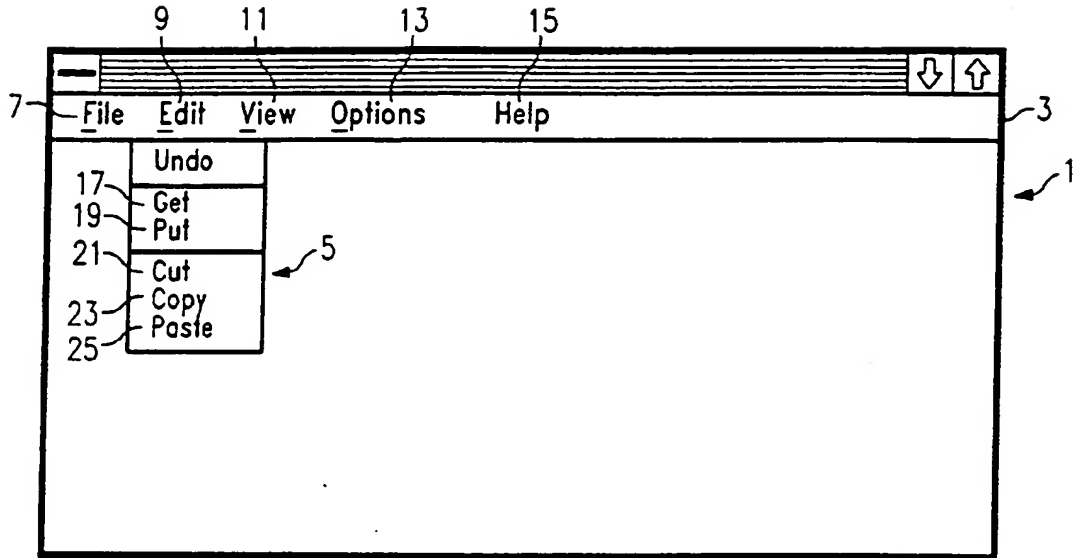 9 11 13 15
7 File Edit View Options Help 3
Undo 1
17 Get
19 Put
21 Cut 5
23 Copy
25 Paste